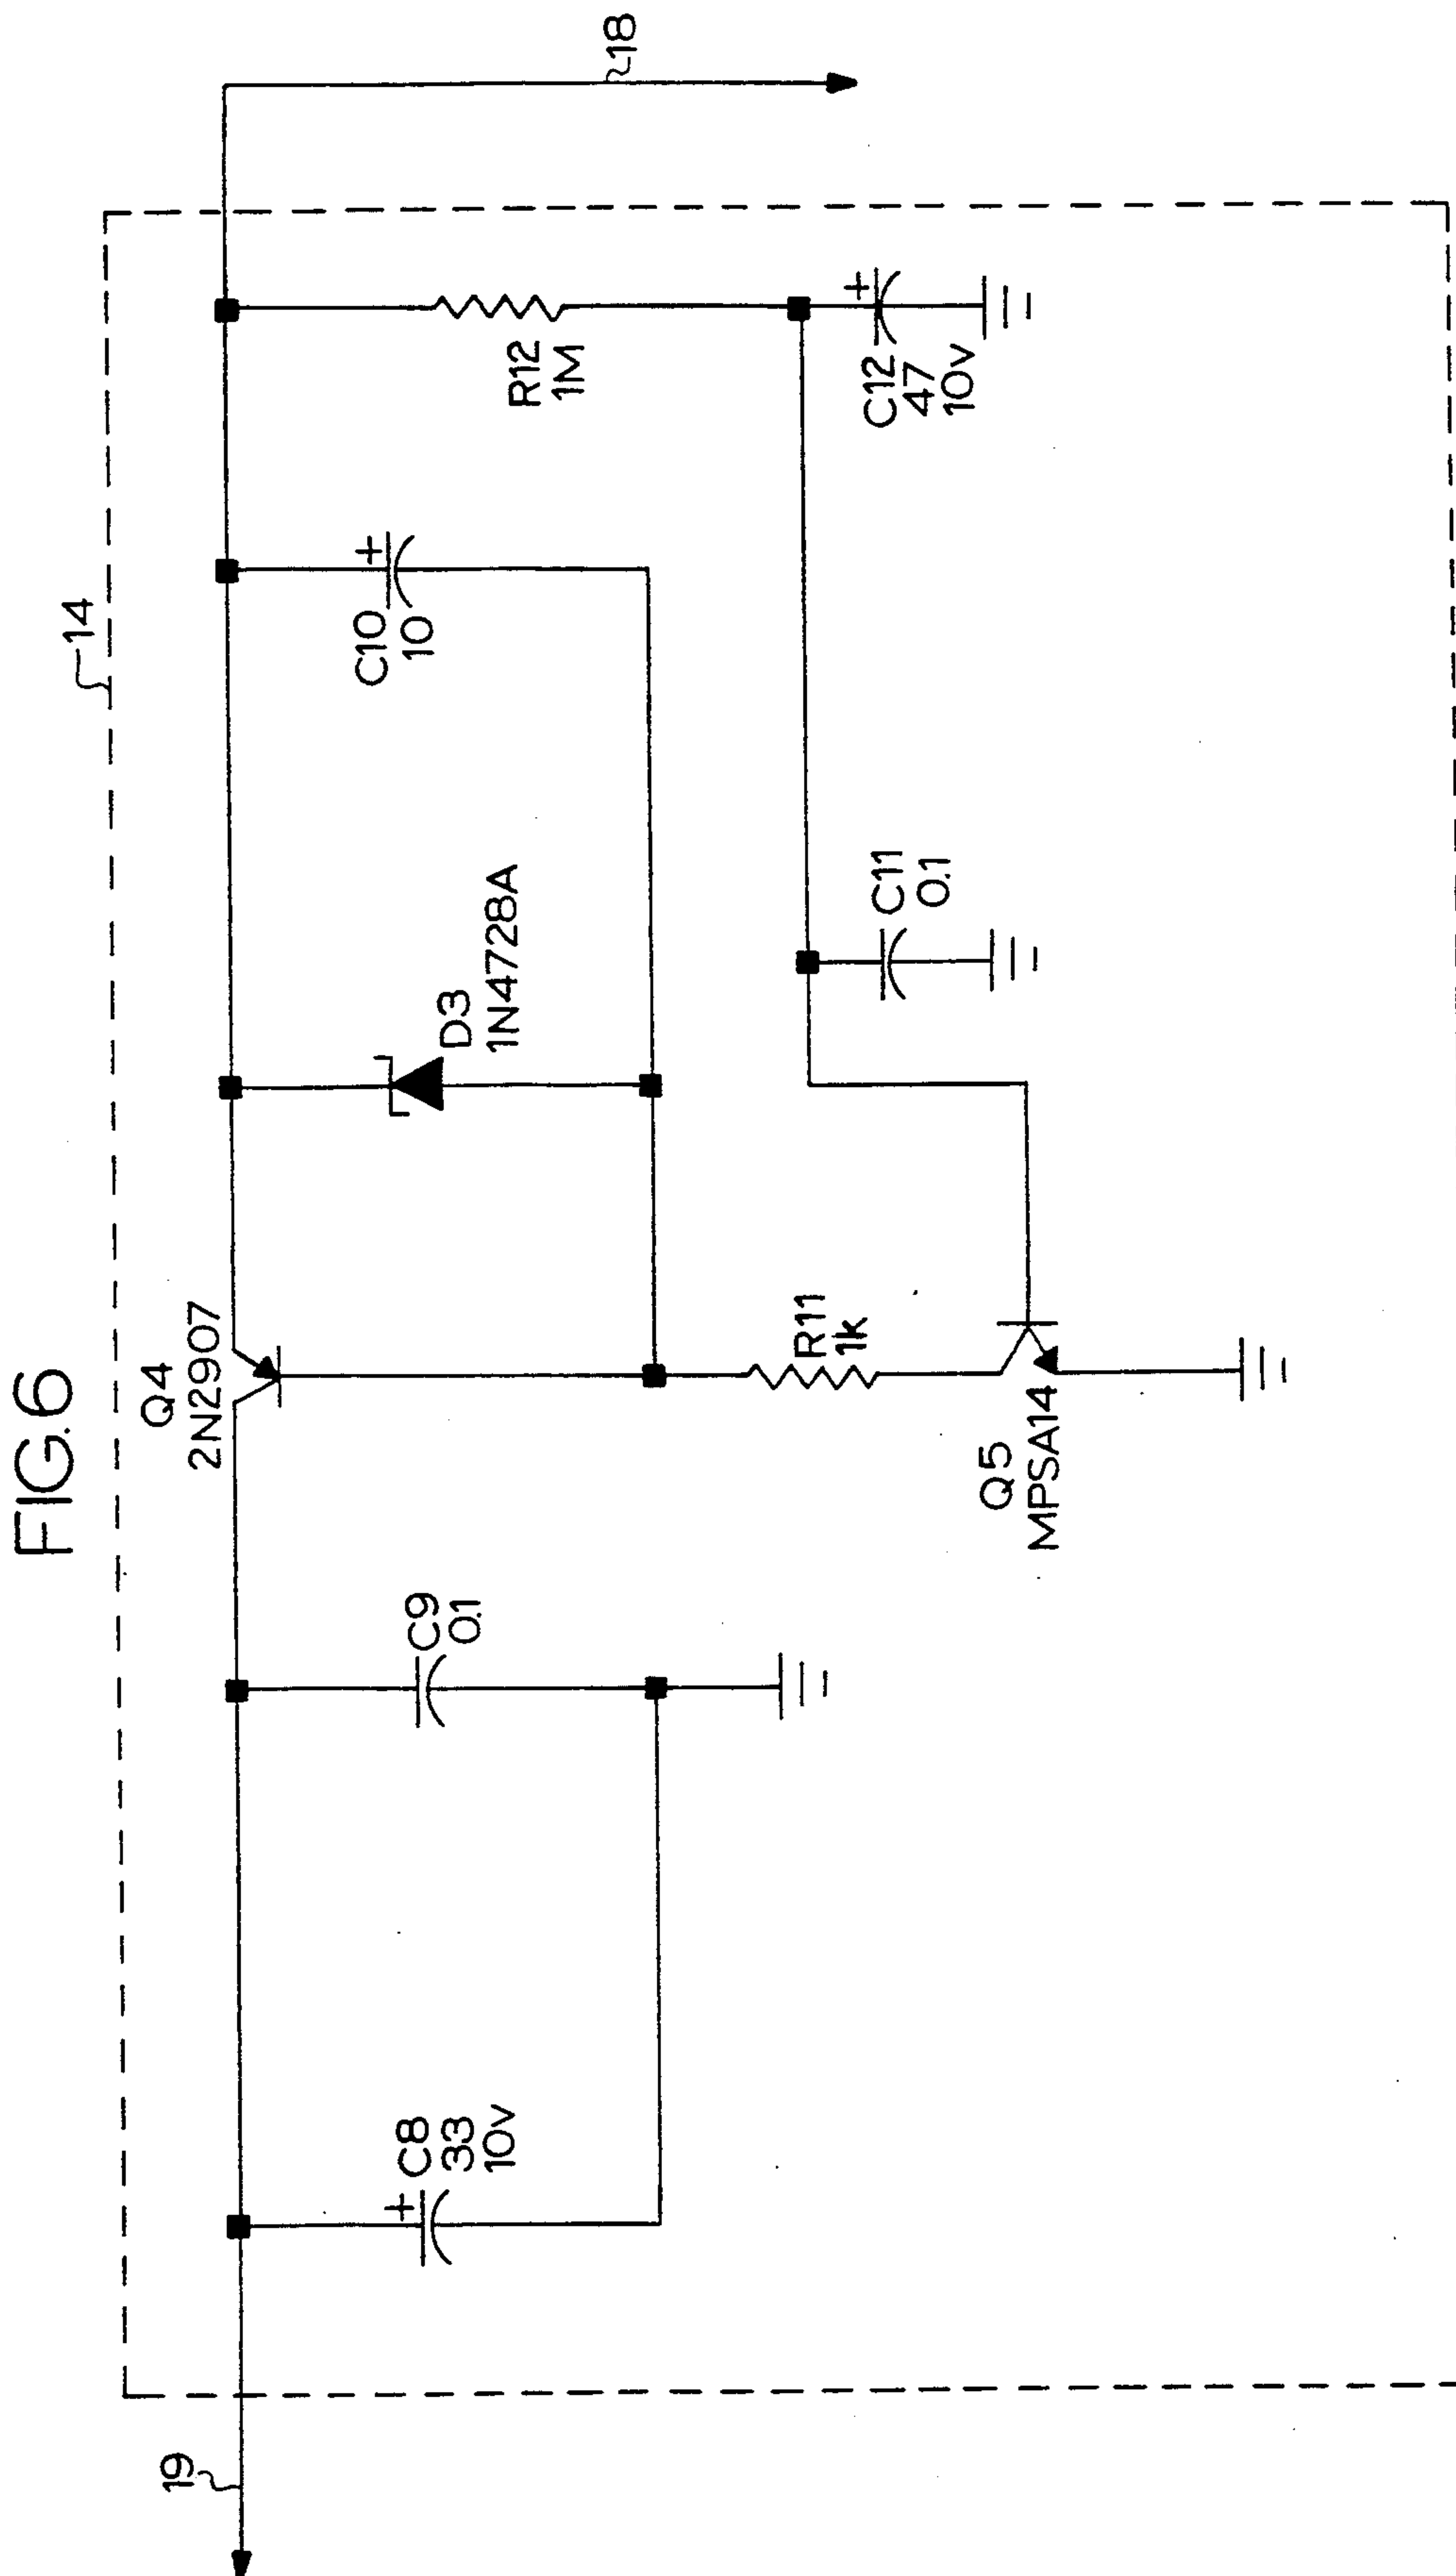 FIG.6
14
18
19
Q4
2N2907
C8
33
10v
+
C9
0.1
D3
1N4728A
C10
10
+
R12
1M
R11
1k
Q5
MPSA14
C11
0.1
C12
47
10v
+